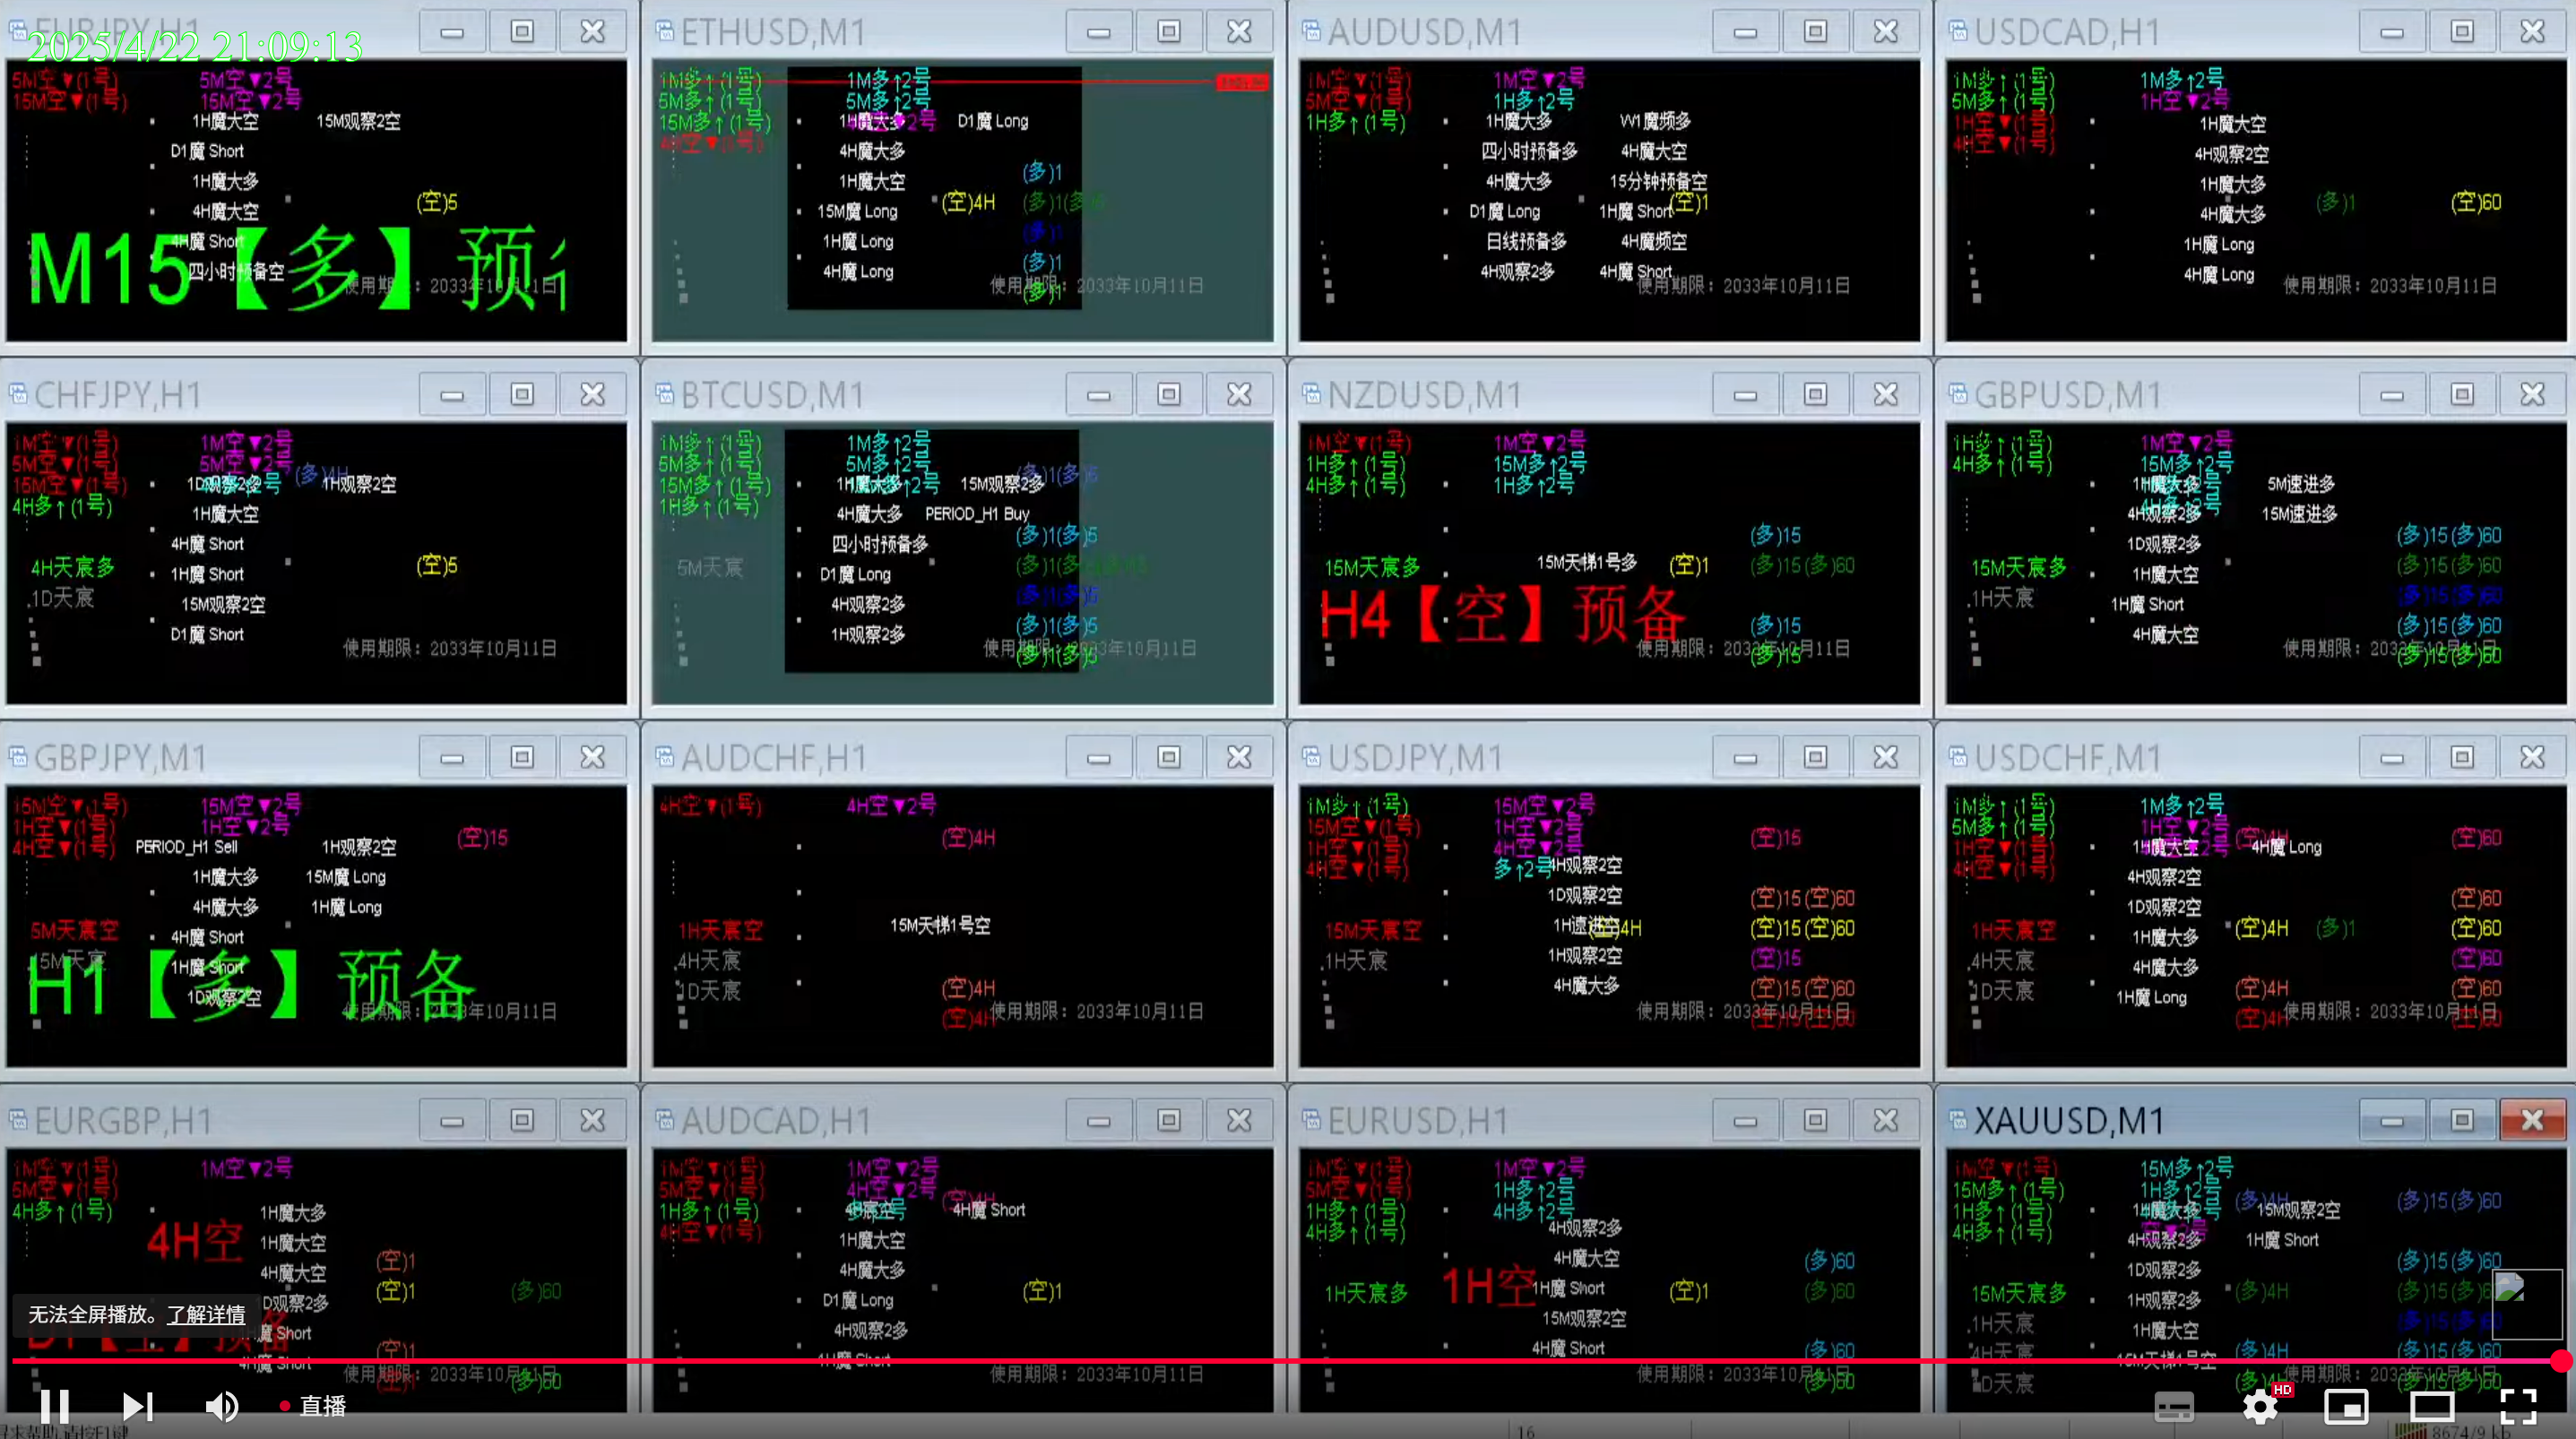 2025/4/22 21:09:13
EURJPY,H1
5M空▼(1号) 5M空▼2号
15M空▼(1号) 15M空▼2号
1H魔大空 15M观察2空
D1魔 Short
1H魔大多
4H魔大空 (空)5
4H魔 Short
四小时预备空
M15【多】预
使用期限：2033年10月11日
ETHUSD,M1
1M多↑(1号) 1M多↑2号
5M多↑(1号) 5M多↑2号
15M多↑(1号) 1H魔大多 D1魔 Long
4H空▼(1号)
4H魔大多
(多)1
1H魔大空
(空)4H
15M魔 Long
1H魔 Long (多)1
(多)1
4H魔 Long
使用期限：2033年10月11日
(多)1
AUDUSD,M1
1M空▼(1号) 1M空▼2号
5M空▼(1号) 1H多↑2号
1H多↑(1号) 1H魔大多 W1魔频多
四小时预备多 4H魔大空
4H魔大多 15分钟预备空
(空)1
D1魔 Long 1H魔 Short
日线预备多 4H魔频空
4H观察2多 4H魔 Short
使用期限：2033年10月11日
USDCAD,H1
1M多↑(1号) 1M多↑2号
5M多↑(1号) 1H空▼2号
1H空▼(1号) 1H魔大空
4H空▼(1号) 4H观察2空
1H魔大多
(多)1 (空)60
4H魔大多
1H魔 Long
4H魔 Long
使用期限：2033年10月11日
CHFJPY,H1
1M空▼(1号) 1M空▼2号
5M空▼(1号) 5M空▼2号
(多)4H
15M空▼(1号) 1D观察2多 1H观察2空
4H多↑(1号) 1H魔大空
4H魔 Short
4H天宸多 (空)5
1H魔 Short
1D天宸 15M观察2空
D1魔 Short
使用期限：2033年10月11日
BTCUSD,M1
1M多↑(1号) 1M多↑2号
5M多↑(1号) 5M多↑2号
15M多↑(1号) 1H魔大多 15M观察2多
1H多↑(1号) 4H魔大多 PERIOD_H1 Buy
(多)1(多)5
四小时预备多
5M天宸 D1魔 Long
(多)1(多)5
4H观察2多
(多)1(多)5
1H观察2多
使用期限：2033年10月11日
(多)1(多)5
NZDUSD,M1
1M空▼(1号) 1M空▼2号
1H多↑(1号) 15M多↑2号
4H多↑(1号) 1H多↑2号
(多)15
15M天宸多 15M天梯1号多 (空)1 (多)15(多)60
H4【空】预备
(多)15
使用期限：2033年10月11日
(多)15
GBPUSD,M1
1H多↑(1号) 1M空▼2号
4H多↑(1号) 15M多↑2号
1H魔大多 5M速进多
4H观察2多 15M速进多
(多)15(多)60
1D观察2多
15M天宸多 1H魔大空 (多)15(多)60
1H天宸 1H魔 Short (多)15(多)60
4H魔大空 (多)15(多)60
使用期限：2033年10月11日
(多)15(多)60
GBPJPY,M1
15M空▼(1号) 15M空▼2号
1H空▼(1号) 1H空▼2号
(空)15
4H空▼(1号) PERIOD_H1 Sell 1H观察2空
1H魔大多 15M魔 Long
4H魔大多 1H魔 Long
5M天宸空 4H魔 Short
15M天宸 1H魔 Short
H1【多】预备
1D观察2空
使用期限：2033年10月11日
AUDCHF,H1
4H空▼(1号) 4H空▼2号
(空)4H
1H天宸空 15M天梯1号空
4H天宸
1D天宸 (空)4H
(空)4H
使用期限：2033年10月11日
USDJPY,M1
1M多↑(1号) 15M空▼2号
15M空▼(1号) 1H空▼2号
(空)15
1H空▼(1号) 4H空▼2号
4H空▼(1号) 多↑2号 4H观察2空
1D观察2空 (空)15(空)60
15M天宸空 1H速进空 4H (空)15(空)60
1H天宸 1H观察2空 (空)15
4H魔大多 (空)15(空)60
使用期限：2033年10月11日
(空)15(空)60
USDCHF,M1
1M多↑(1号) 1M多↑2号
5M多↑(1号) 1H空▼2号
(空)4H (空)60
1H空▼(1号) 1H魔大空 4H魔 Long
4H空▼(1号) 4H观察2空
1D观察2空 (空)60
1H天宸空 1H魔大多 (空)4H (多)1 (空)60
4H天宸 4H魔大多 (空)60
1D天宸 1H魔 Long (空)4H (空)60
使用期限：2033年10月11日
(空)4H (空)60
EURGBP,H1
1M空▼(1号) 1M空▼2号
5M空▼(1号)
4H多↑(1号) 1H魔大多
4H空 1H魔大空
(空)1
4H魔大空
(空)1 (多)60
D观察2多
D1【空】预备
魔 Short
(空)1
4H魔 Short
使用期限：2033年10月11日
(多)60
AUDCAD,H1
1M空▼(1号) 1M空▼2号
5M空▼(1号) 4H空▼2号
(空)4H
1H多↑(1号) 4H魔 Short
4H空▼(1号) 1H魔大空
4H魔大多
D1魔 Long (空)1
4H观察2空
1H魔 Short
使用期限：2033年10月11日
EURUSD,H1
1M空▼(1号) 1M空▼2号
5M空▼(1号) 1H多↑2号
1H多↑(1号) 4H多↑2号
4H多↑(1号) 4H观察2多
4H魔大空 (多)60
1H天宸多 1H空 1H魔 Short (空)1 (多)60
15M观察2空
4H魔 Short (多)60
使用期限：2033年10月11日
(多)60
XAUUSD,M1
1M空▼(1号) 15M多↑2号
15M多↑(1号) 1H多↑2号
(多)4H (多)15(多)60
1H多↑(1号) 1H魔大多 15M观察2空
4H多↑(1号) 4H观察2多 1H魔 Short
(多)15(多)60
1D观察2多
15M天宸多 1H观察2多 (多)4H (多)15(多)6
1H天宸 1H魔大空
4H天宸 15M天梯1号空 (多)4H (多)15(多)60
D天宸
使用期限：2033年10月11日
(多)15(多)60
无法全屏播放。了解详情
直播
HD
16
8674/9 kb